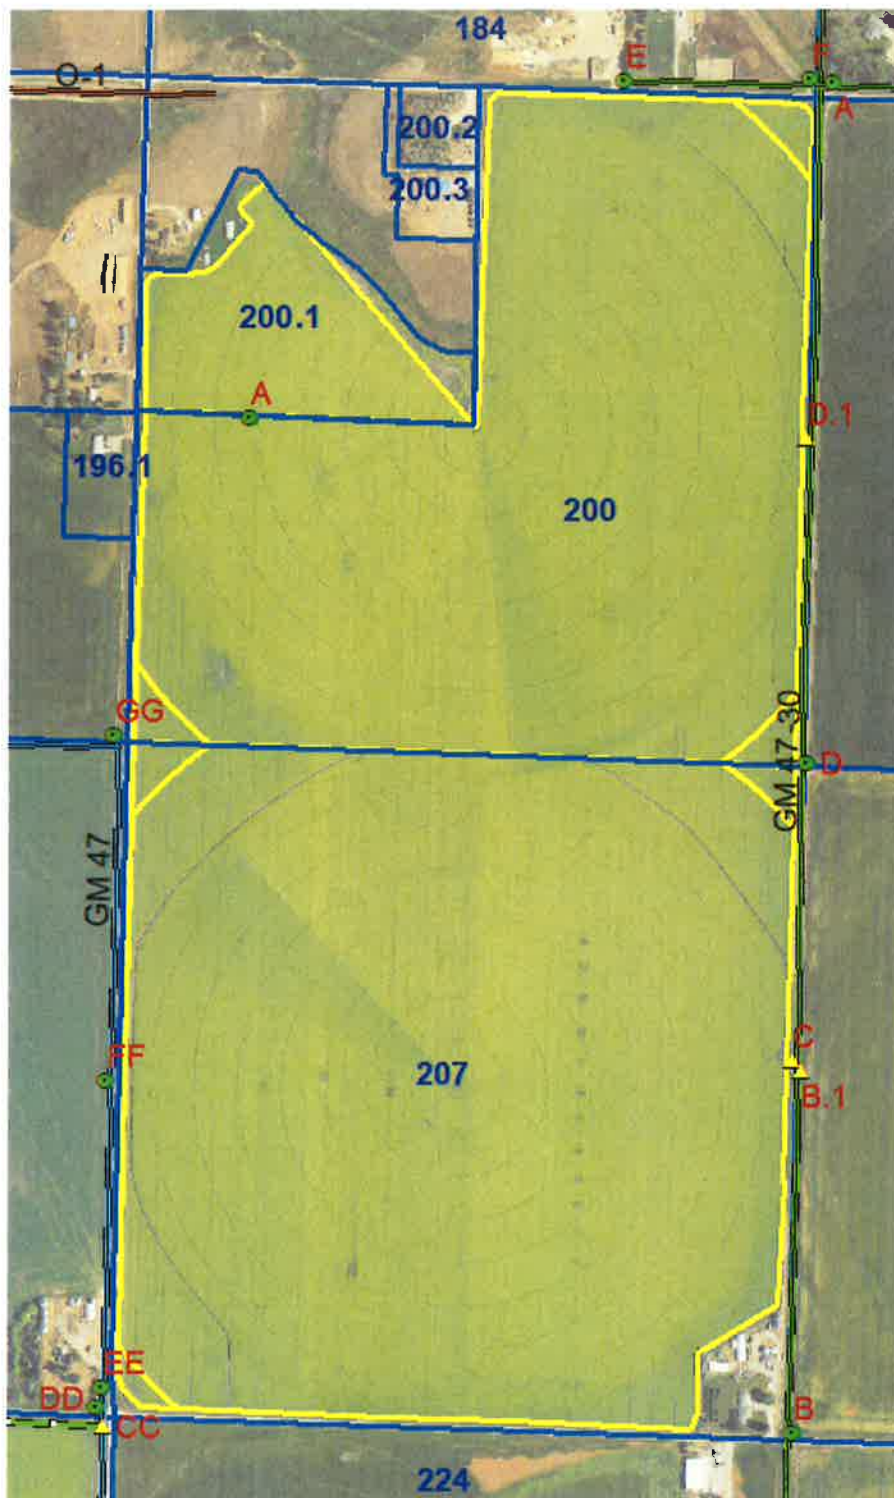 184
E
F
O-1
A
200.2
200.3
200.1
A
D.1
196.1
200
GG
D
GM 47 30
GM 47
FF
C
207
B.1
EE
DD
CC
B
224